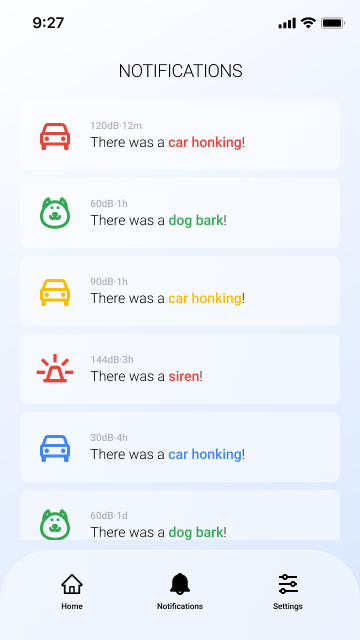 9:27
NOTIFICATIONS
120dB·12m
There was a car honking!
60dB·1h
There was a dog bark!
90dB·1h
There was a car honking!
144dB·3h
There was a siren!
30dB·4h
There was a car honking!
60dB·1d
There was a dog bark!
Home Notifications Settings